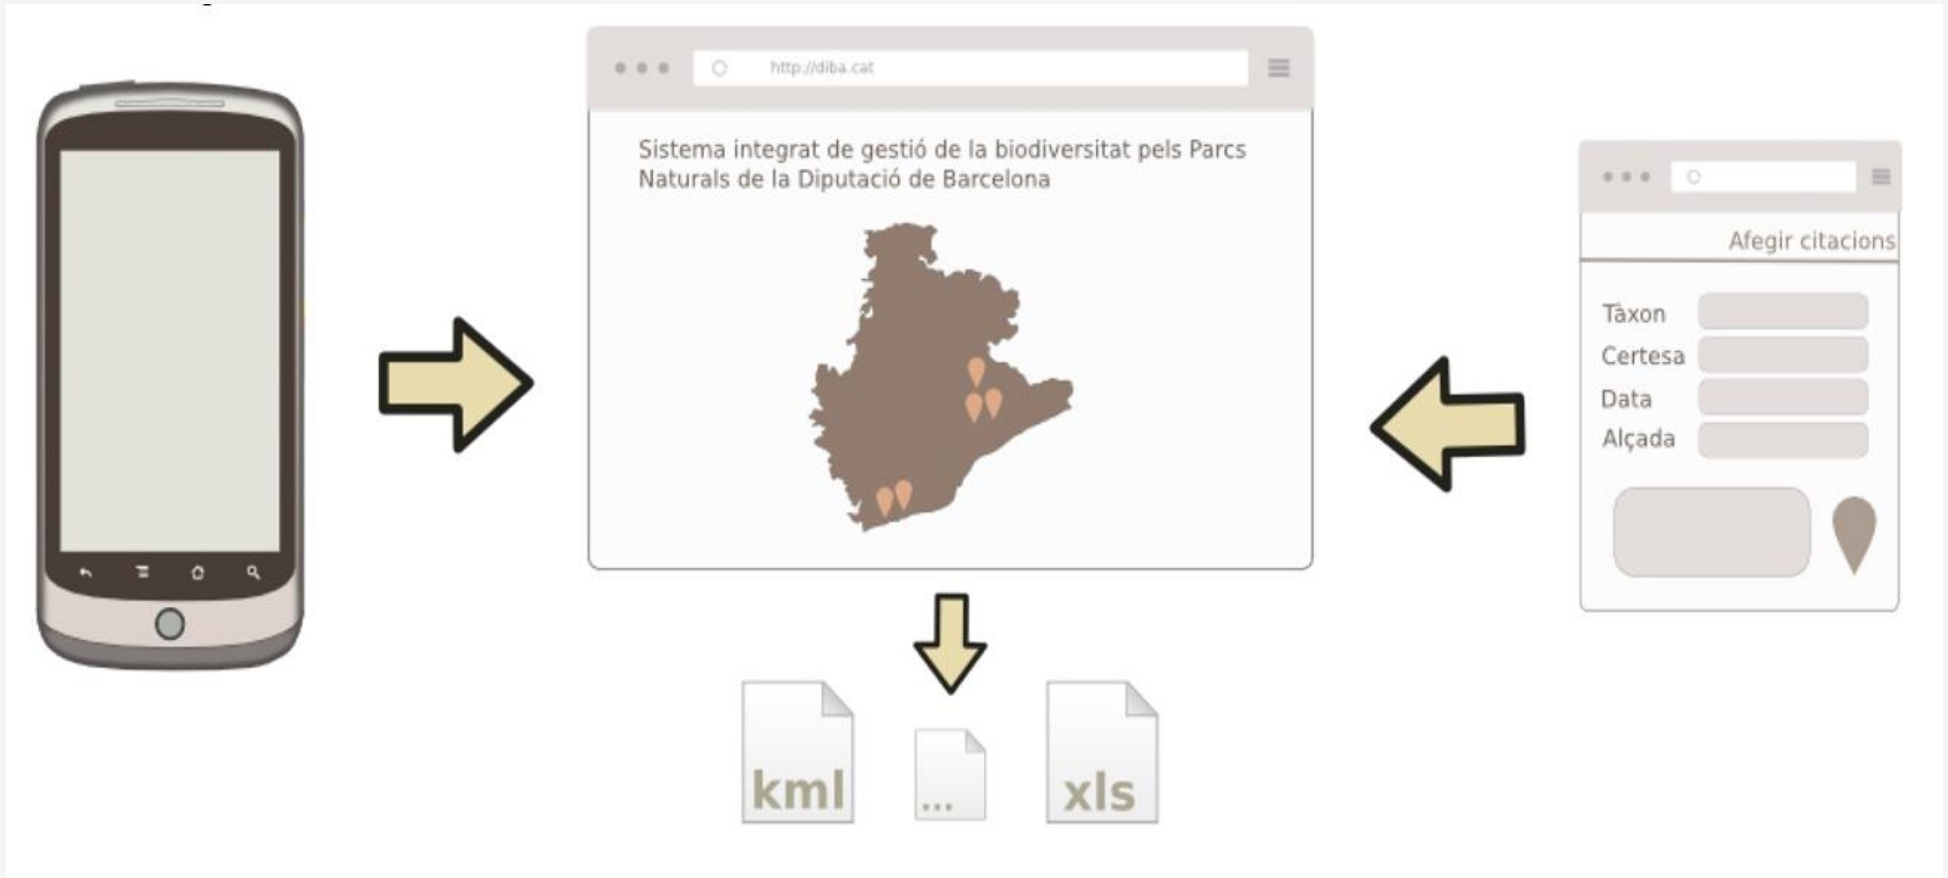 http://diba.cat
Sistema integrat de gestió de la biodiversitat pels Parcs
Naturals de la Diputació de Barcelona
Afegir citacions
Tàxon
Certesa
Data
Alçada
kml
...
xls